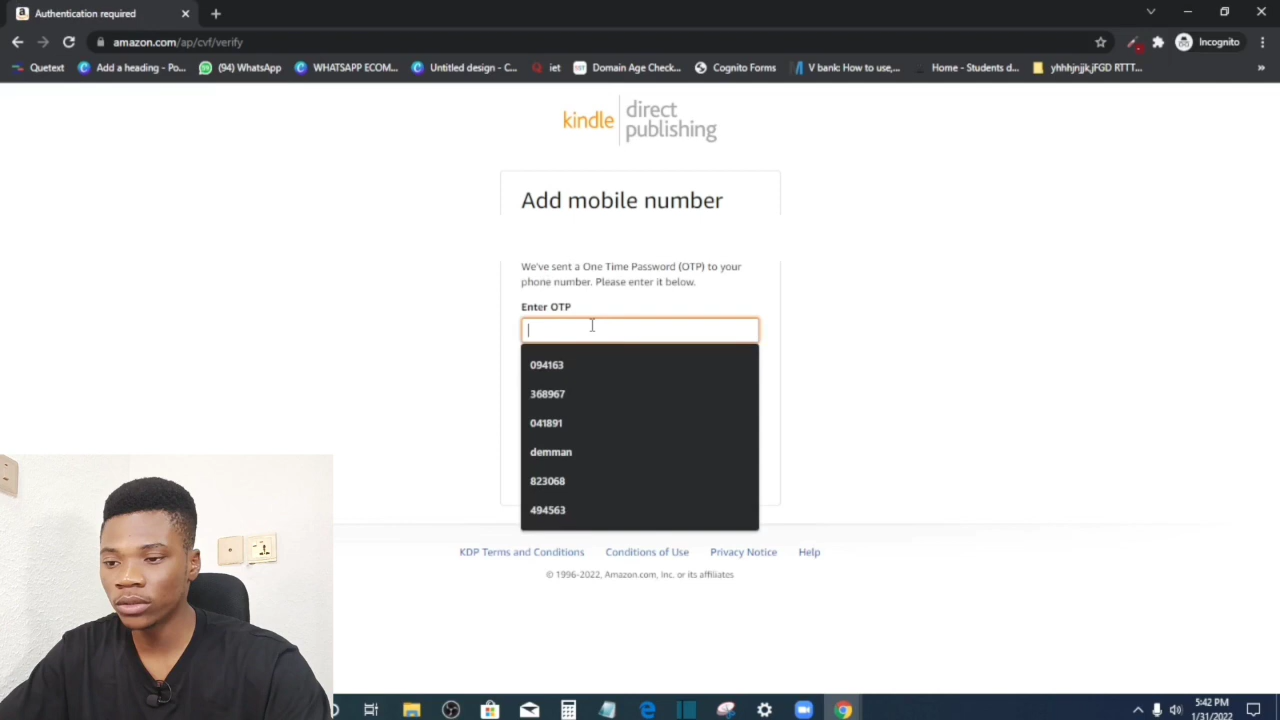 Authentication required
amazon.com/ap/cvf/verify
Incognito
Quetext
Add a heading - Po...
(94) WhatsApp
WHATSAPP ECOM...
Untitled design - C...
iet
Domain Age Check...
Cognito Forms
V bank: How to use,...
Home - Students d...
yhhhjnjjk,jFGD RTTT...
»
kindle direct publishing
Add mobile number
We've sent a One Time Password (OTP) to your
phone number. Please enter it below.
Enter OTP
094163
368967
041891
demman
823068
494563
KDP Terms and Conditions
Conditions of Use
Privacy Notice
Help
© 1996-2022, Amazon.com, Inc. or its affiliates
5:42 PM
1/31/2022